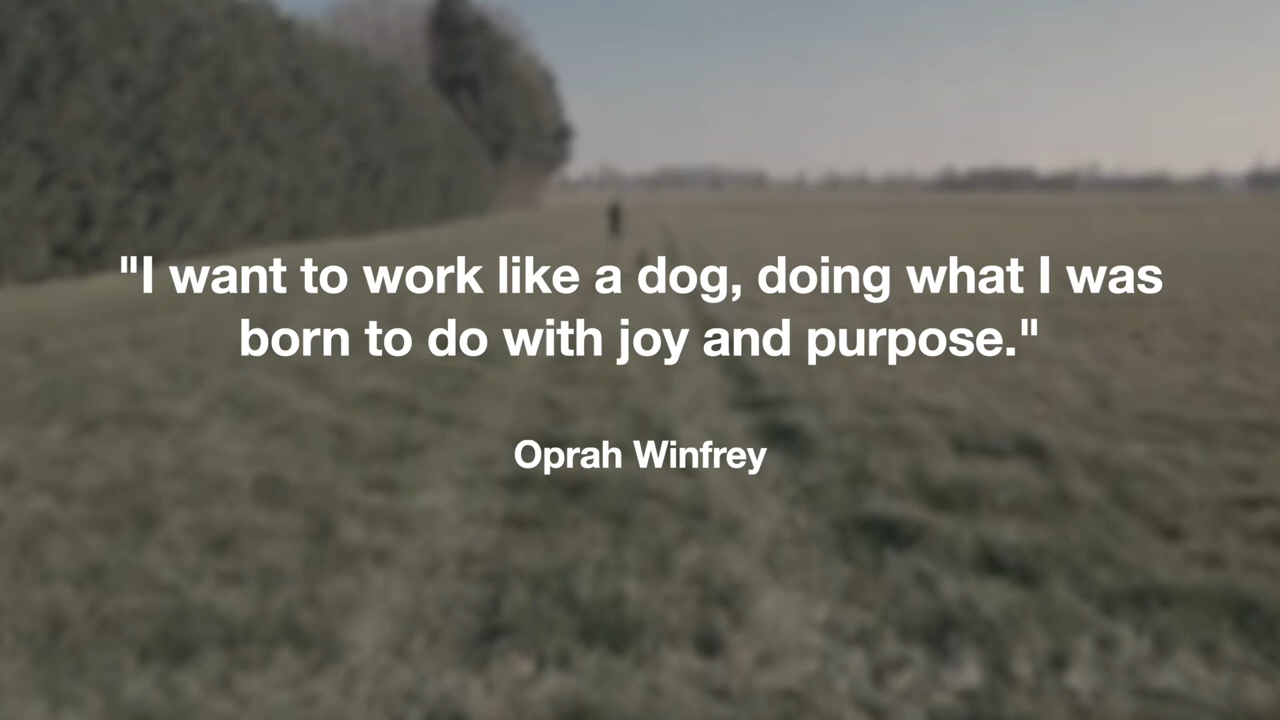 "I want to work like a dog, doing what I was
born to do with joy and purpose."
Oprah Winfrey